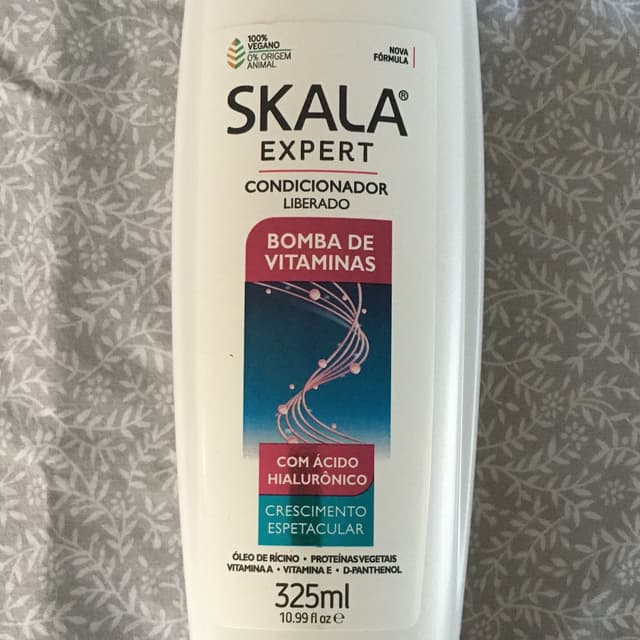 100%
VEGANO
0% ORIGEM
ANIMAL
NOVA
FÓRMULA
SKALA®
EXPERT
CONDICIONADOR
LIBERADO
BOMBA DE
VITAMINAS
COM ÁCIDO
HIALURÔNICO
CRESCIMENTO
ESPETACULAR
ÓLEO DE RÍCINO • PROTEÍNAS VEGETAIS
VITAMINA A • VITAMINA E • D-PANTHENOL
325ml
10.99 fl oz ℮